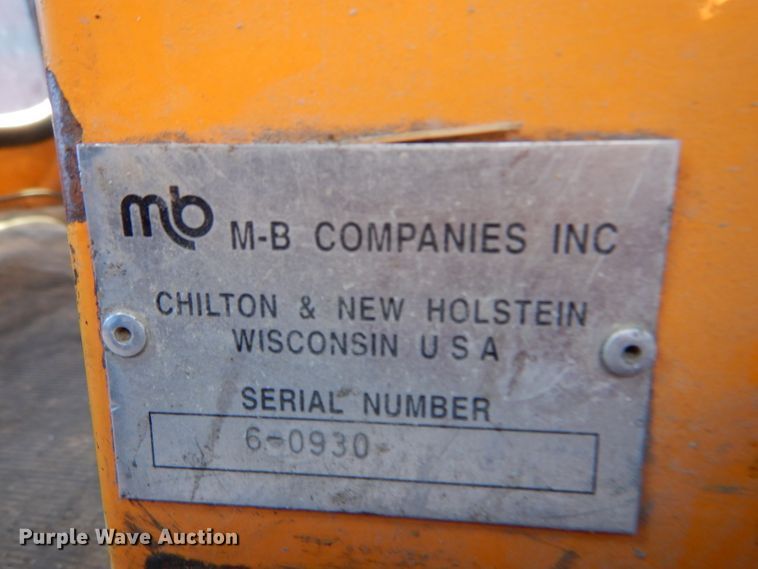 mb M-B COMPANIES INC
CHILTON & NEW HOLSTEIN
WISCONSIN U S A
SERIAL NUMBER
6-0930
Purple Wave Auction